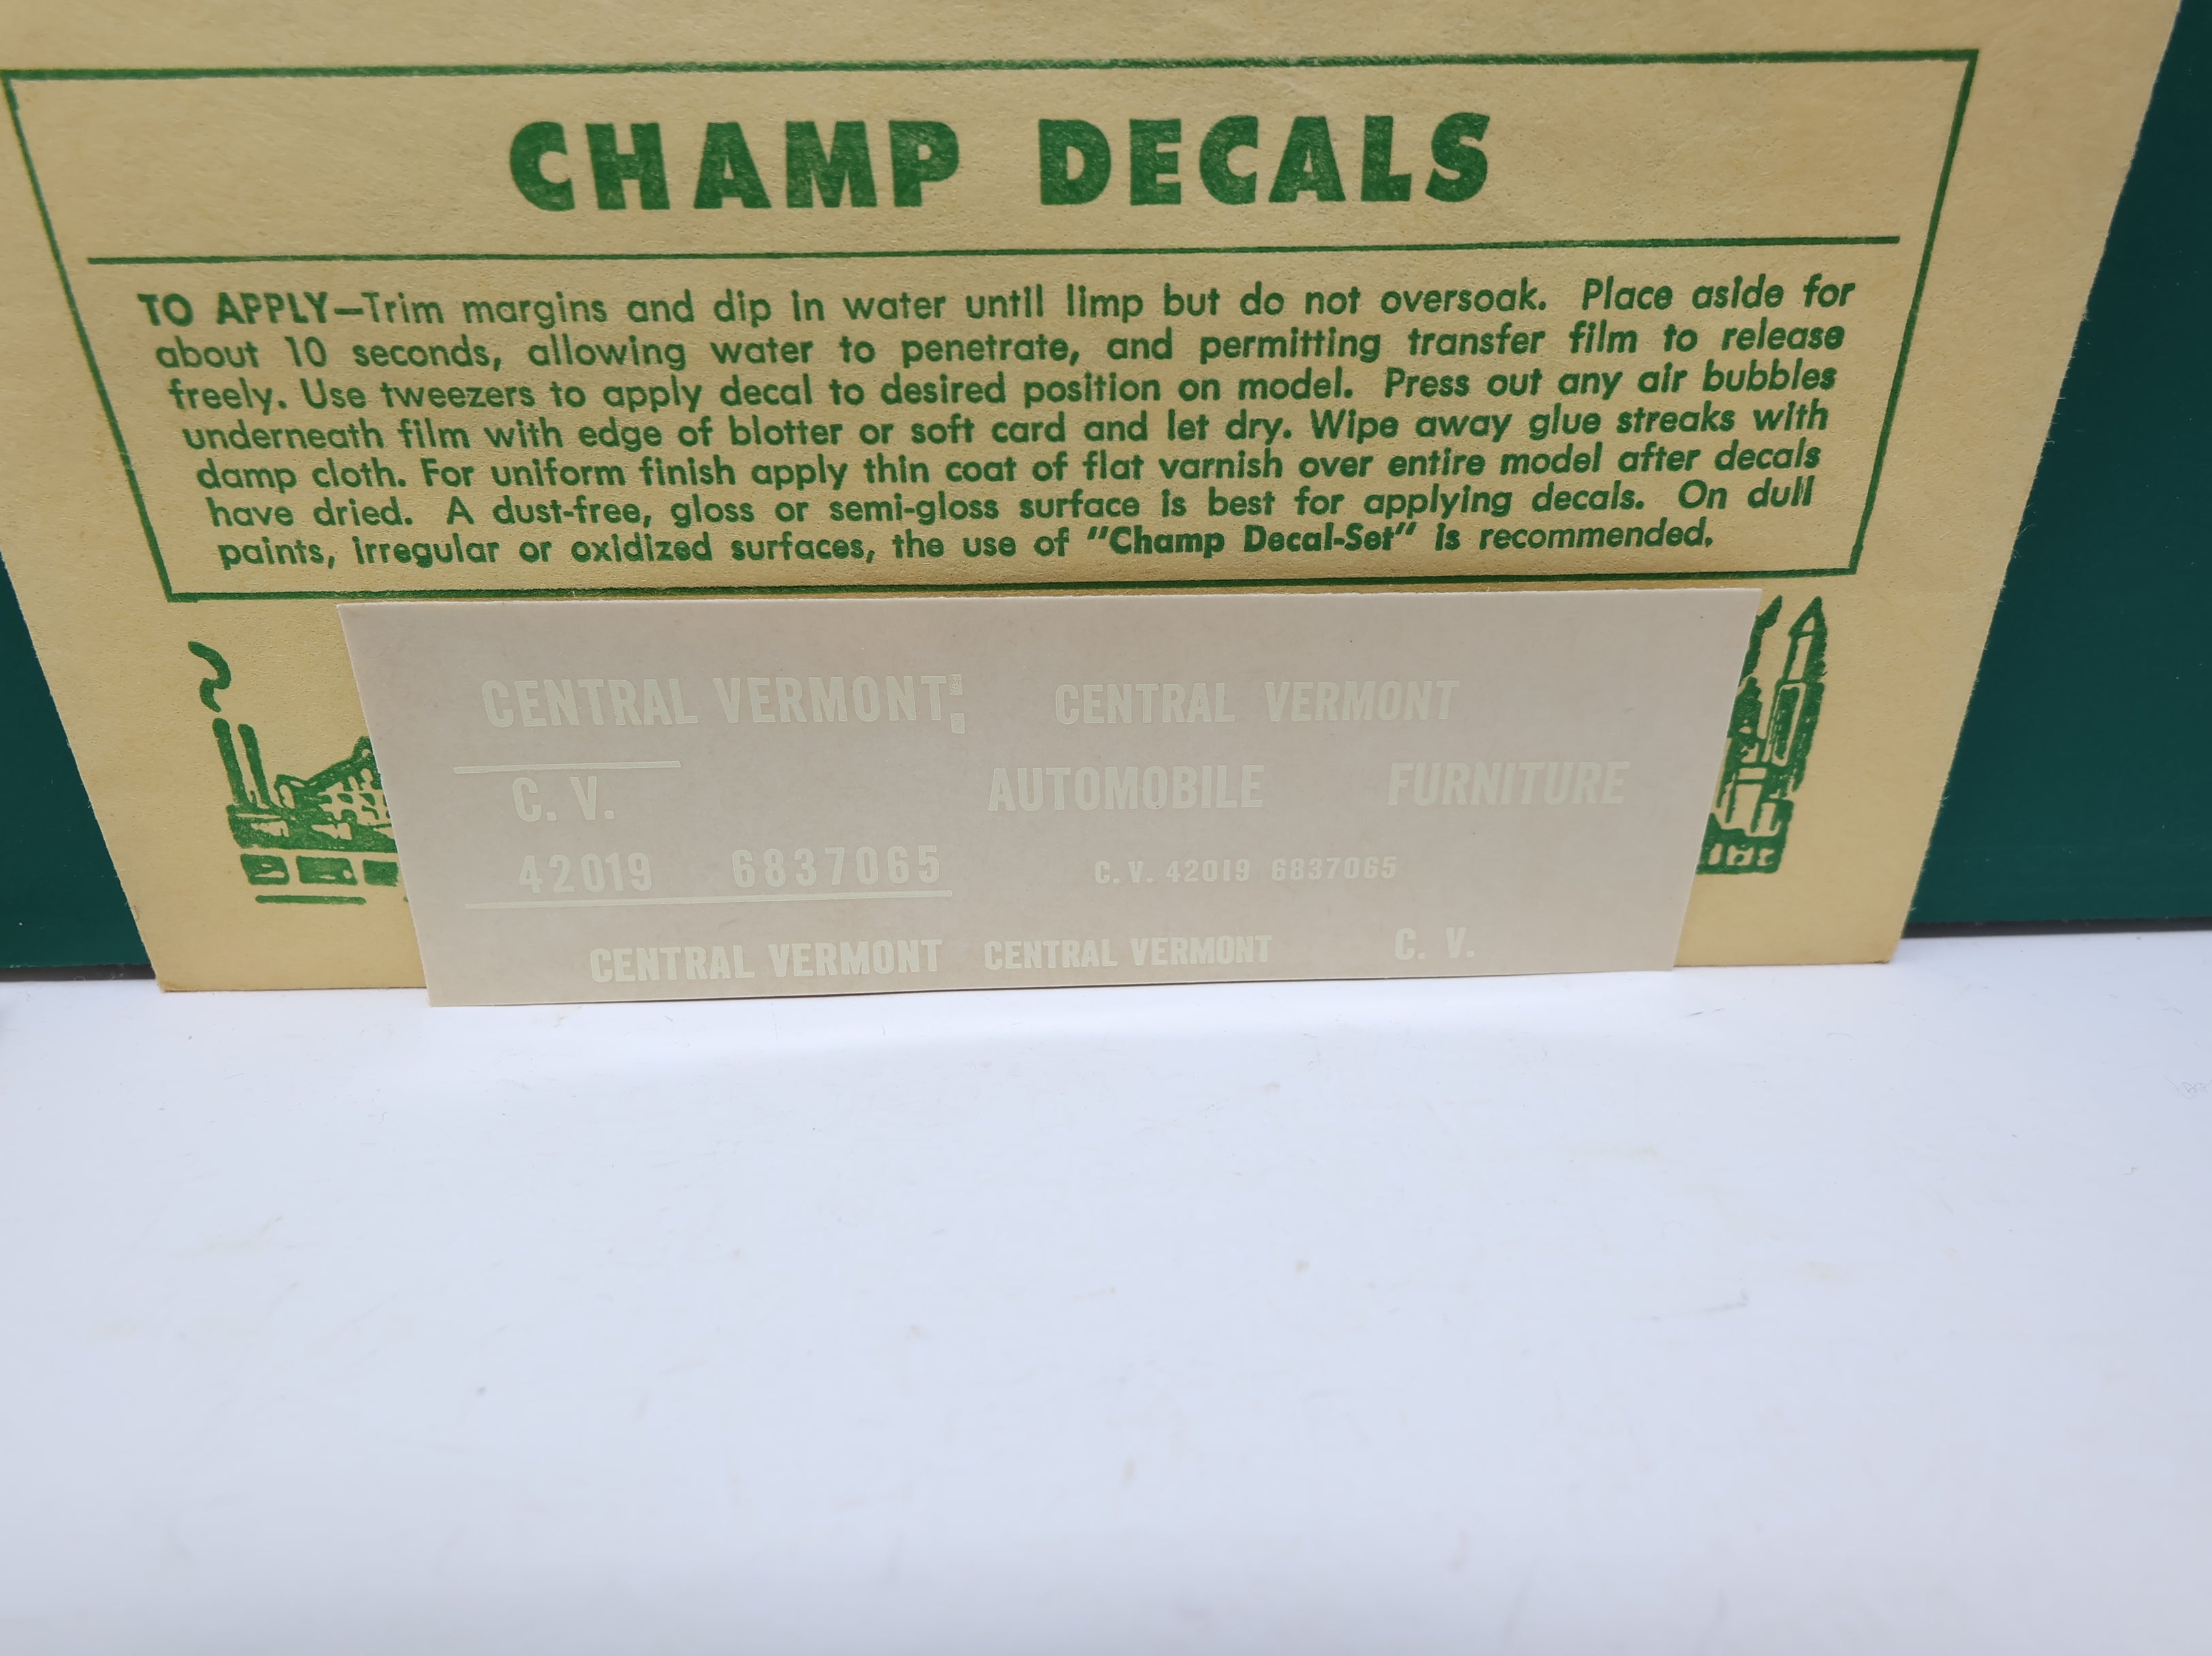 CHAMP DECALS
TO APPLY—Trim margins and dip in water until limp but do not oversoak. Place aside for
about 10 seconds, allowing water to penetrate, and permitting transfer film to release
freely. Use tweezers to apply decal to desired position on model. Press out any air bubbles
underneath film with edge of blotter or soft card and let dry. Wipe away glue streaks with
damp cloth. For uniform finish apply thin coat of flat varnish over entire model after decals
have dried. A dust-free, gloss or semi-gloss surface is best for applying decals. On dull
paints, irregular or oxidized surfaces, the use of "Champ Decal-Set" is recommended.
CENTRAL VERMONT CENTRAL VERMONT
C. V. AUTOMOBILE FURNITURE
42019 6837065 C. V. 42019 6837065
CENTRAL VERMONT CENTRAL VERMONT C. V.